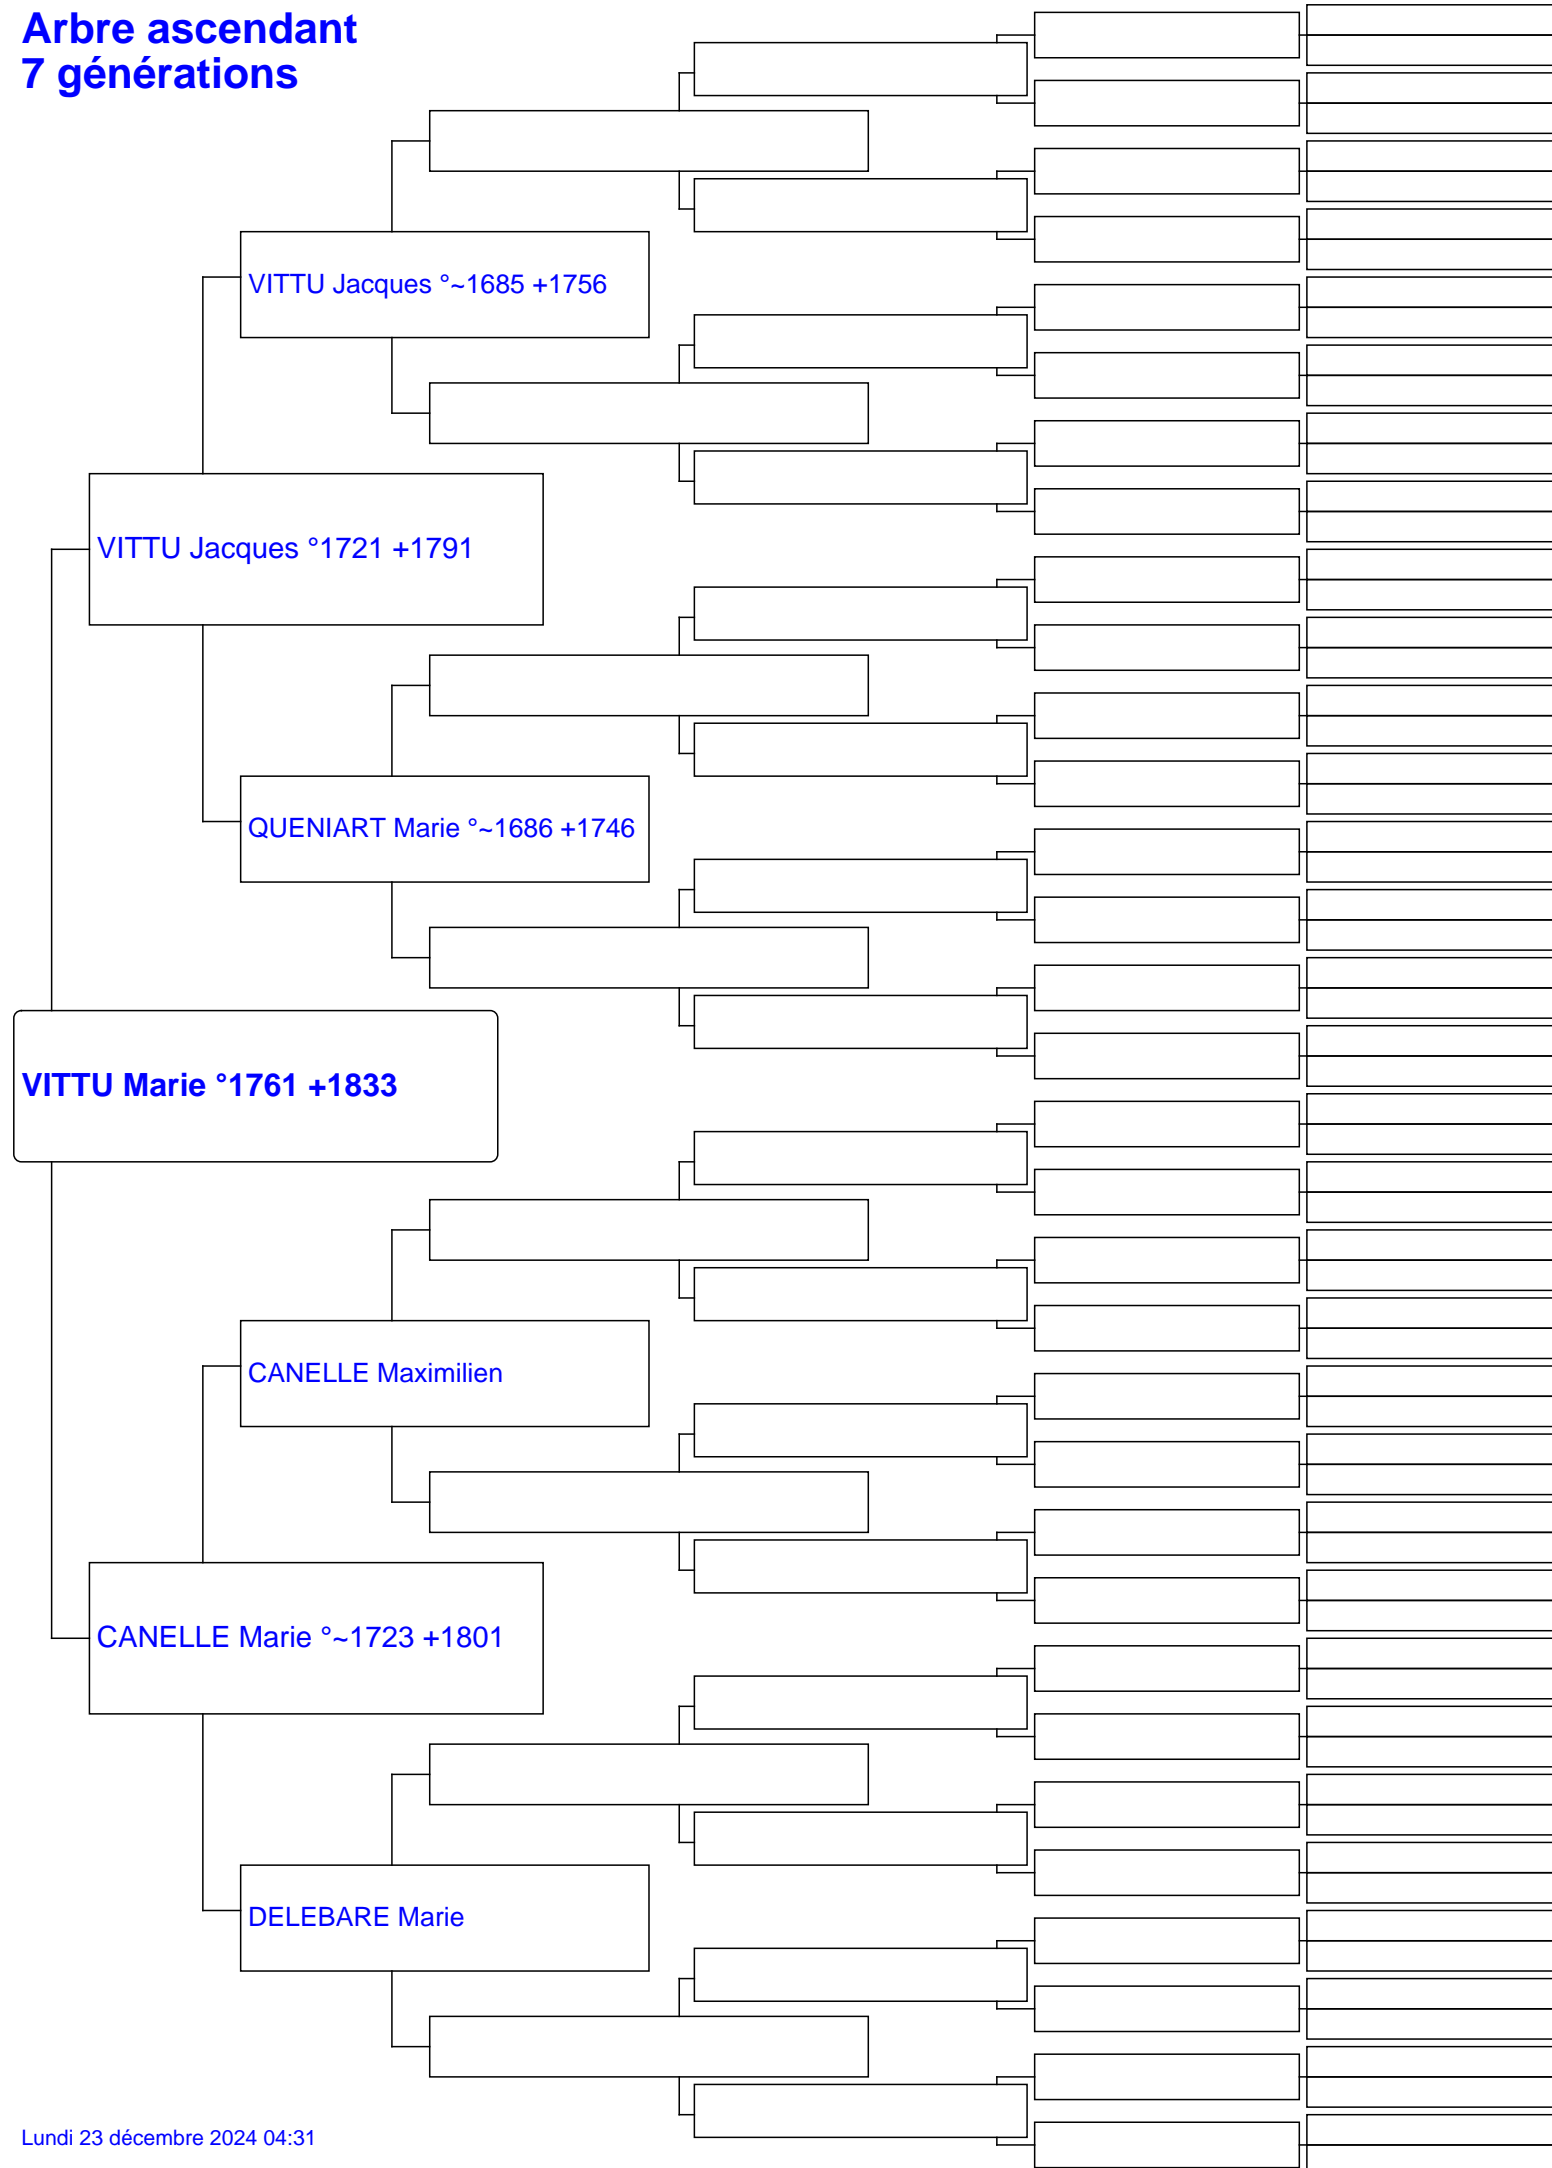 Arbre ascendant
7 générations
VITTU Jacques °~1685 +1756
VITTU Jacques °1721 +1791
QUENIART Marie °~1686 +1746
VITTU Marie °1761 +1833
CANELLE Maximilien
CANELLE Marie °~1723 +1801
DELEBARE Marie
Lundi 23 décembre 2024 04:31